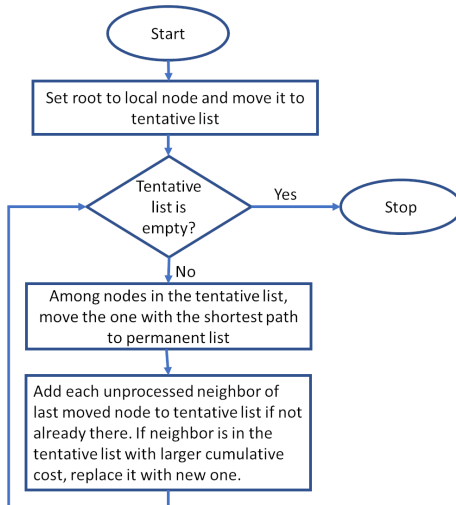 Start
Set root to local node and move it to
tentative list
Tentative
list is
empty?
Yes
Stop
No
Among nodes in the tentative list,
move the one with the shortest path
to permanent list
Add each unprocessed neighbor of
last moved node to tentative list if not
already there. If neighbor is in the
tentative list with larger cumulative
cost, replace it with new one.